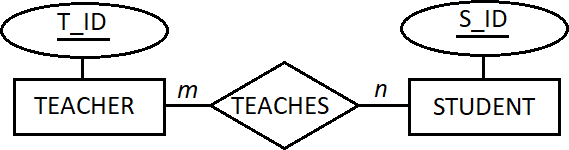 T_ID
S_ID
TEACHER m TEACHES n STUDENT